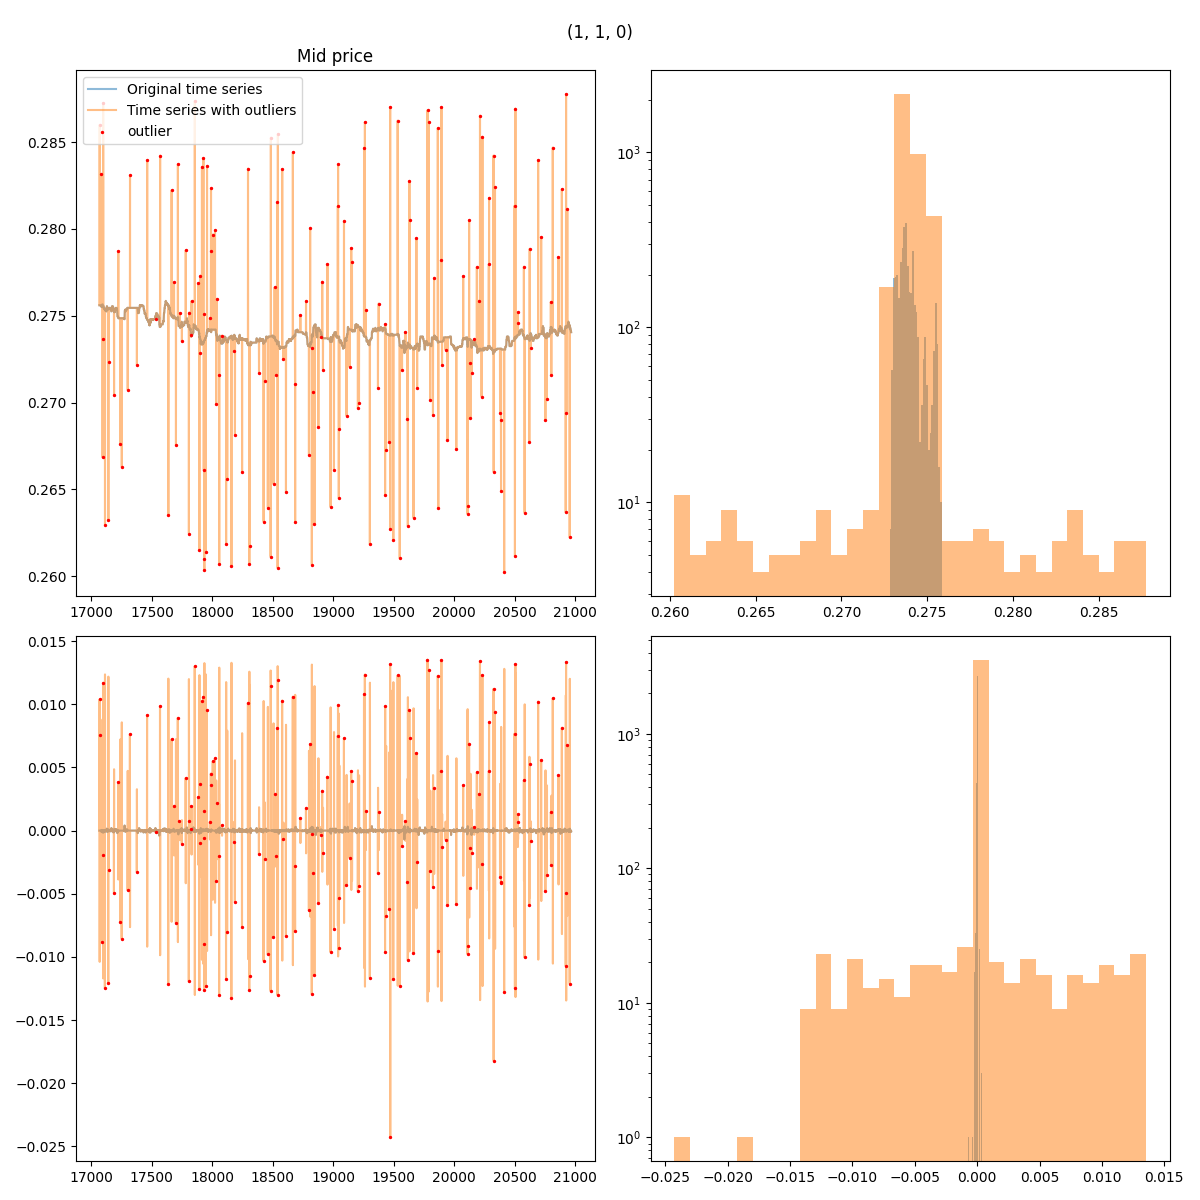 (1, 1, 0)
Mid price
Original time series
Time series with outliers
outlier
0.285
0.280
0.275
0.270
0.265
0.260
17000 17500 18000 18500 19000 19500 20000 20500 21000
10³
10²
10¹
0.260 0.265 0.270 0.275 0.280 0.285
0.015
0.010
0.005
0.000
−0.005
−0.010
−0.015
−0.020
−0.025
17000 17500 18000 18500 19000 19500 20000 20500 21000
10³
10²
10¹
10⁰
−0.025 −0.020 −0.015 −0.010 −0.005 0.000 0.005 0.010 0.015